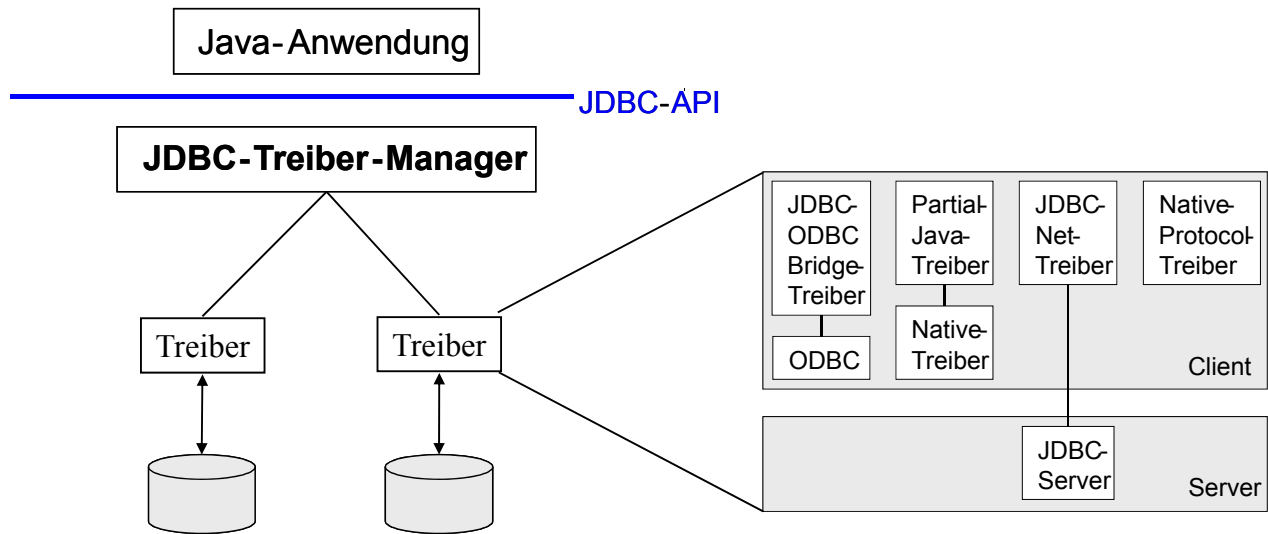 Java-Anwendung
JDBC-API
JDBC-Treiber-Manager
Treiber
Treiber
JDBC-
ODBC
Bridge-
Treiber
ODBC
Partial-
Java-
Treiber
Native-
Treiber
JDBC-
Net-
Treiber
Native-
Protocol-
Treiber
Client
JDBC-
Server
Server